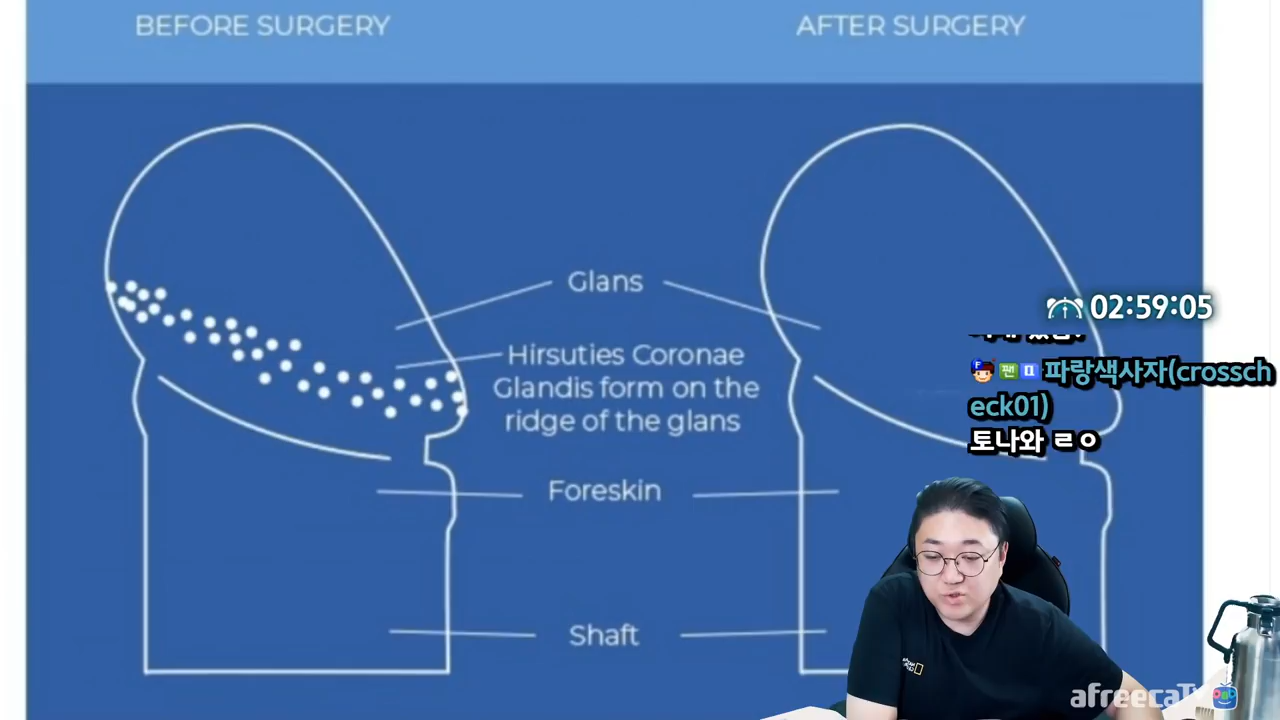 BEFORE SURGERY
AFTER SURGERY
Glans
Hirsuties Coronae
Glandis form on the
ridge of the glans
Foreskin
Shaft
02:59:05
F 팬 파랑색사자(crossch
eck01)
토나와 ㄹㅇ
afreecaTV